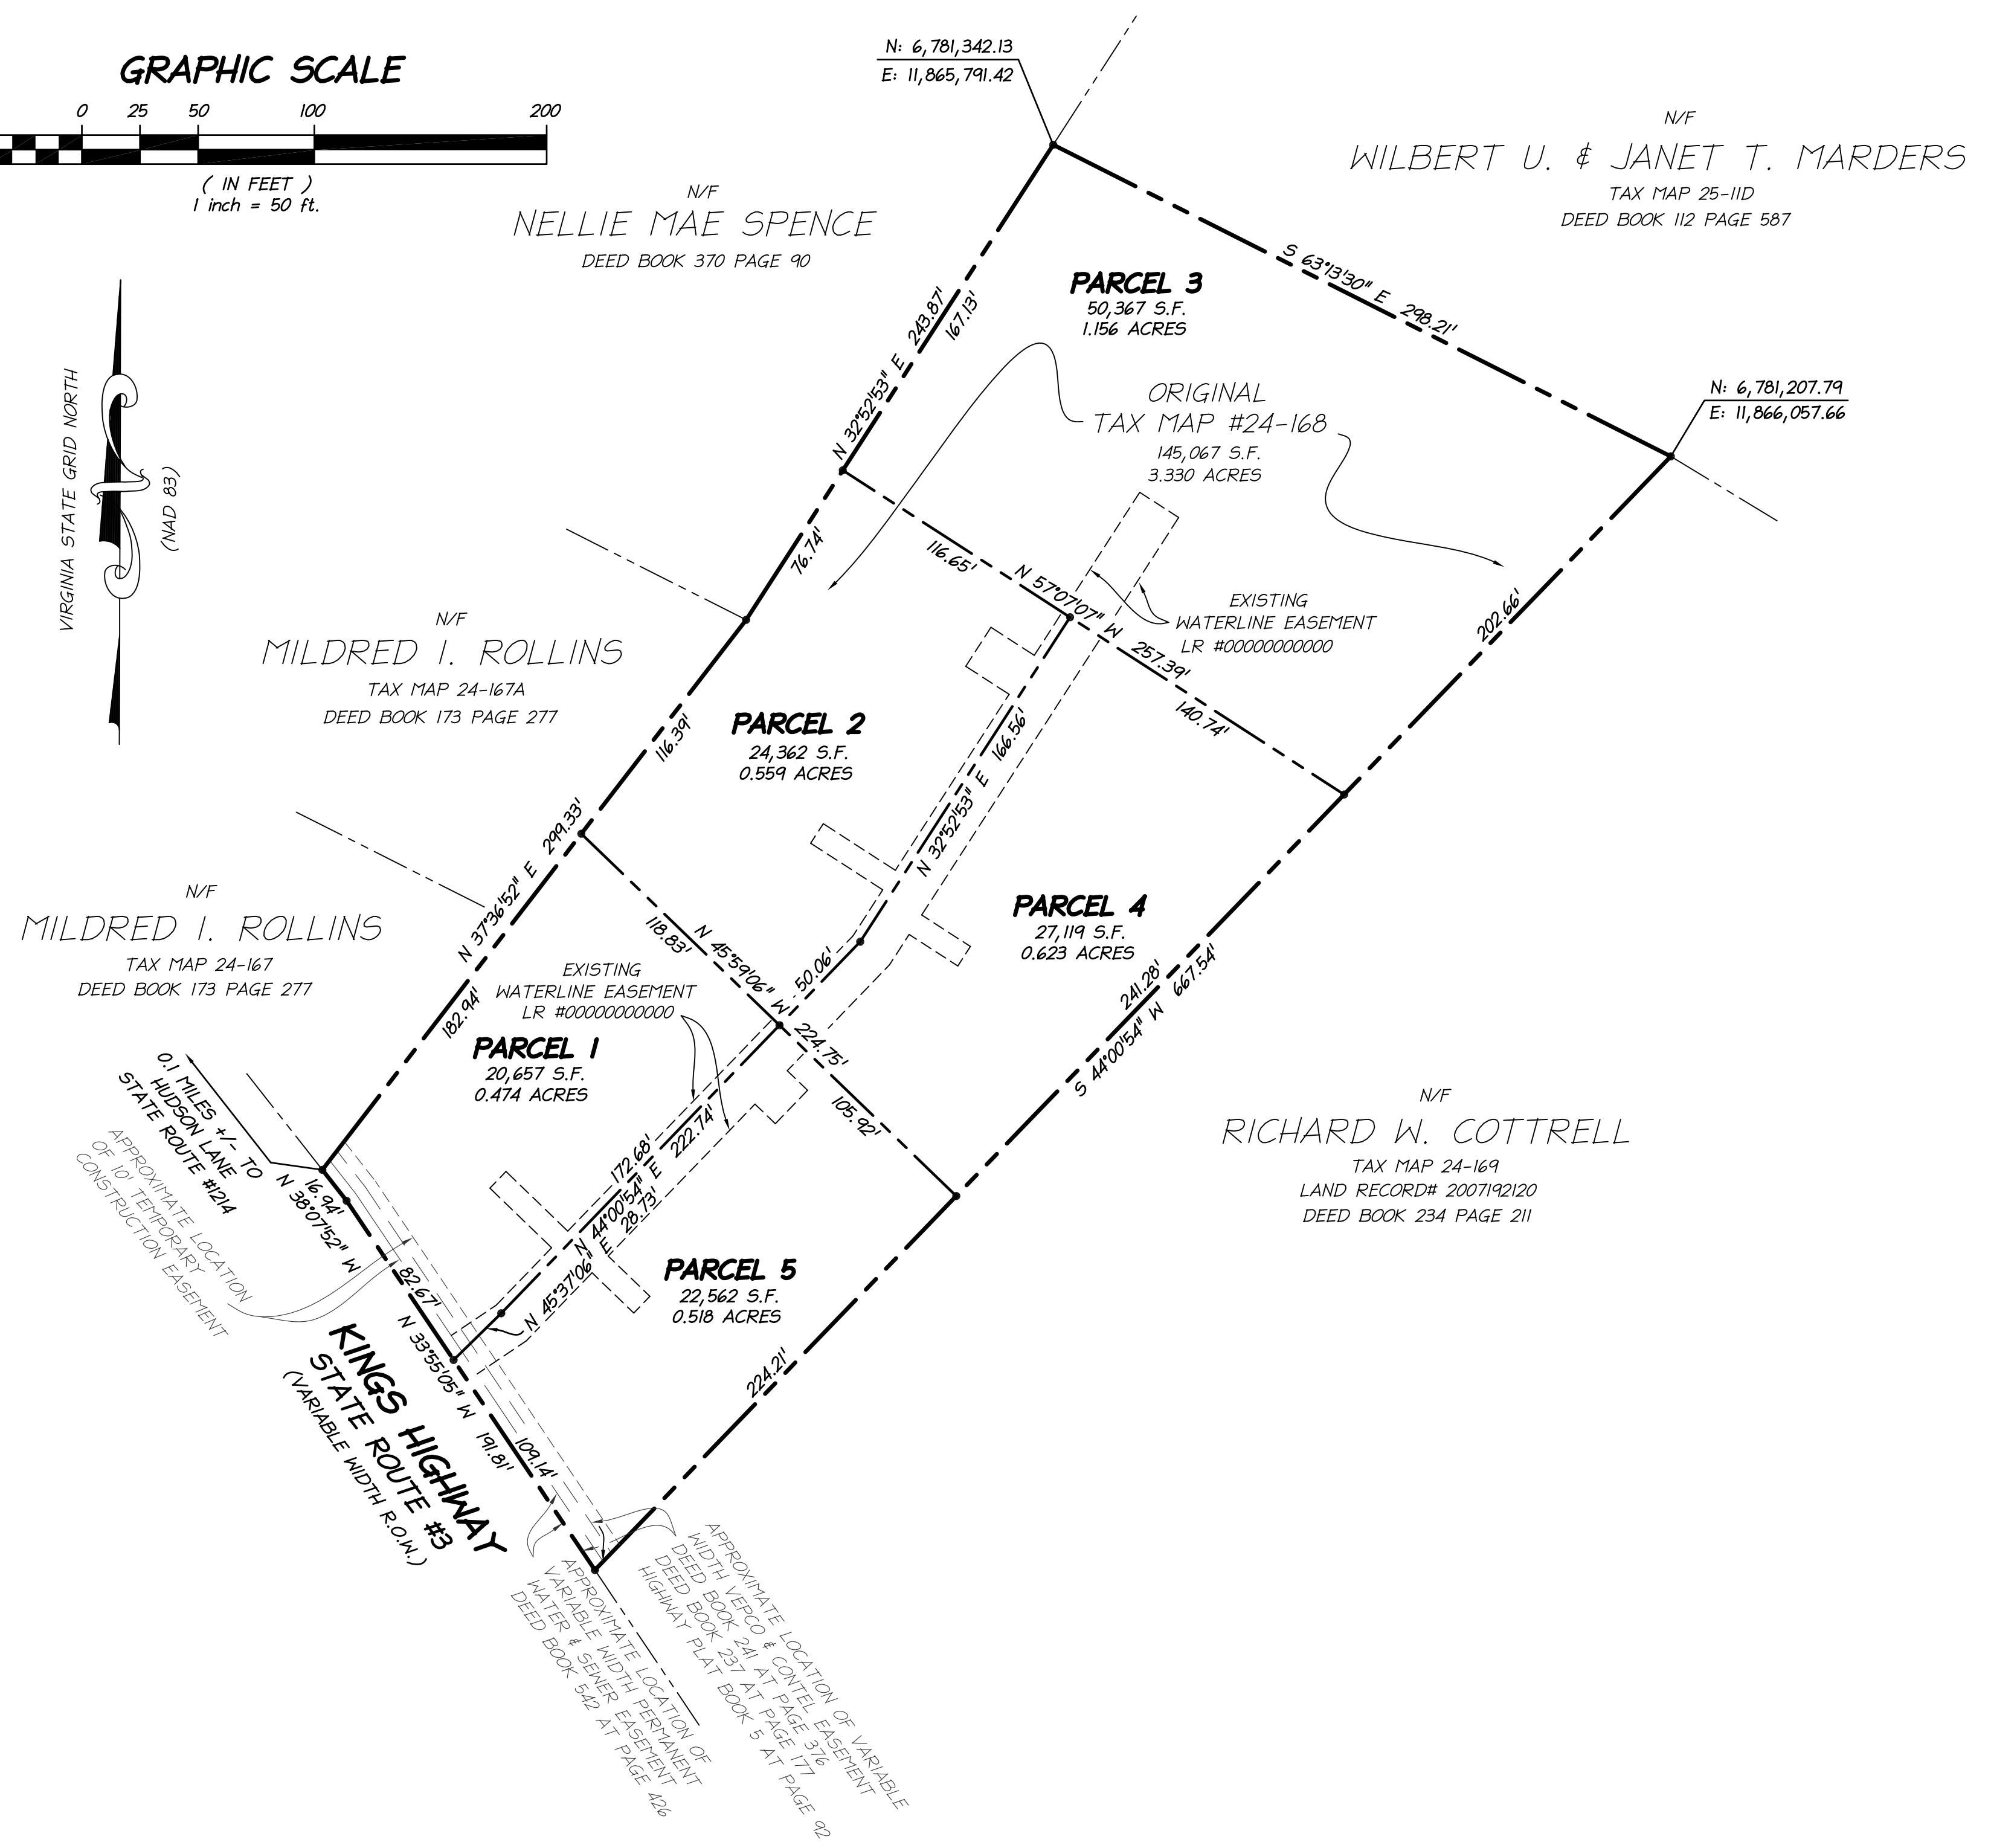 GRAPHIC SCALE
0 25 50 100 200
( IN FEET )
1 inch = 50 ft.
VIRGINIA STATE GRID NORTH
(NAD 83)
N: 6,781,342.13
E: 11,865,791.42
N/F
WILBERT U. & JANET T. MARDERS
TAX MAP 25-11D
DEED BOOK 112 PAGE 587
N/F
NELLIE MAE SPENCE
DEED BOOK 370 PAGE 90
S 63°13'30" E 298.21'
PARCEL 3
50,367 S.F.
1.156 ACRES
N 32°52'53" E 243.87'
167.13'
N: 6,781,207.79
E: 11,866,057.66
ORIGINAL
TAX MAP #24-168
145,067 S.F.
3.330 ACRES
76.74'
116.65'
N 57°07'07" W 257.39'
140.74'
EXISTING
WATERLINE EASEMENT
LR #00000000000
202.66'
N/F
MILDRED I. ROLLINS
TAX MAP 24-167A
DEED BOOK 173 PAGE 277
116.39'
PARCEL 2
24,362 S.F.
0.559 ACRES
N 32°52'53" E 166.56'
N 37°36'52" E 299.33'
182.94'
N/F
MILDRED I. ROLLINS
TAX MAP 24-167
DEED BOOK 173 PAGE 277
PARCEL 4
27,119 S.F.
0.623 ACRES
118.83'
N 45°59'06" W 224.75'
105.92'
50.06'
241.28'
S 44°00'54" W 667.54'
EXISTING
WATERLINE EASEMENT
LR #00000000000
PARCEL 1
20,657 S.F.
0.474 ACRES
172.68'
N 44°00'54" E 222.74'
N 45°37'06" E 28.73'
N/F
RICHARD W. COTTRELL
TAX MAP 24-169
LAND RECORD# 2007192120
DEED BOOK 234 PAGE 211
0.1 MILES +/- TO
HUDSON LANE
STATE ROUTE #1214
16.94'
N 38°07'52" W
APPROXIMATE LOCATION
OF 10' TEMPORARY
CONSTRUCTION EASEMENT
PARCEL 5
22,562 S.F.
0.518 ACRES
82.67'
N 33°55'05" W 191.81'
109.14'
224.21'
KINGS HIGHWAY
STATE ROUTE #3
(VARIABLE WIDTH R.O.W.)
APPROXIMATE LOCATION OF
VARIABLE WIDTH PERMANENT
WATER & SEWER EASEMENT
DEED BOOK 542 AT PAGE 426
APPROXIMATE LOCATION OF VARIABLE
WIDTH VEPCO & CONTEL EASEMENT
DEED BOOK 241 AT PAGE 376
DEED BOOK 237 AT PAGE 177
HIGHWAY PLAT BOOK 5 AT PAGE 92